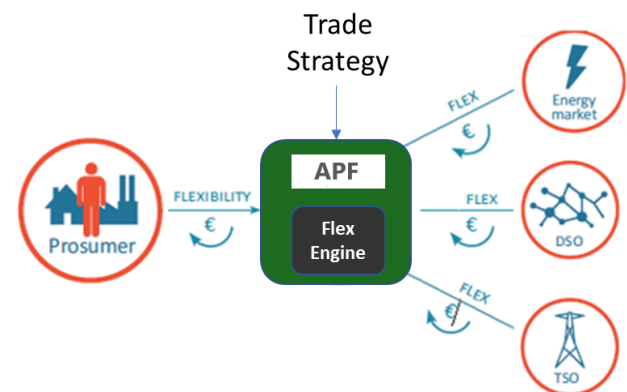 Trade
Strategy
FLEX
€
Energy
market
APF
FLEXIBILITY
€
Prosumer
Flex
Engine
FLEX
€
DSO
FLEX
€
TSO